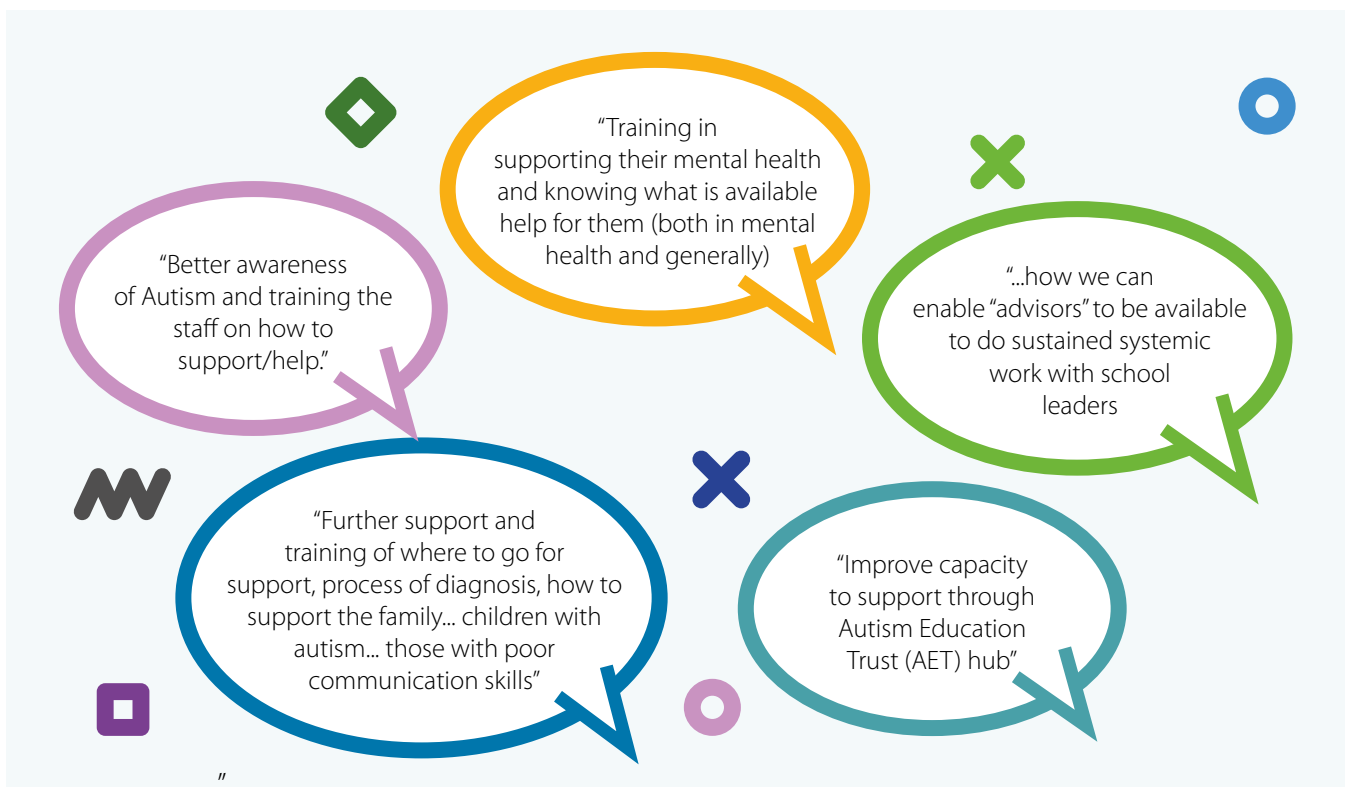 “Training in
supporting their mental health
and knowing what is available
help for them (both in mental
health and generally)
“Better awareness
of Autism and training the
staff on how to
support/help.”
“...how we can
enable “advisors” to be available
to do sustained systemic
work with school
leaders
“Further support and
training of where to go for
support, process of diagnosis, how to
support the family... children with
autism... those with poor
communication skills”
“Improve capacity
to support through
Autism Education
Trust (AET) hub”
”